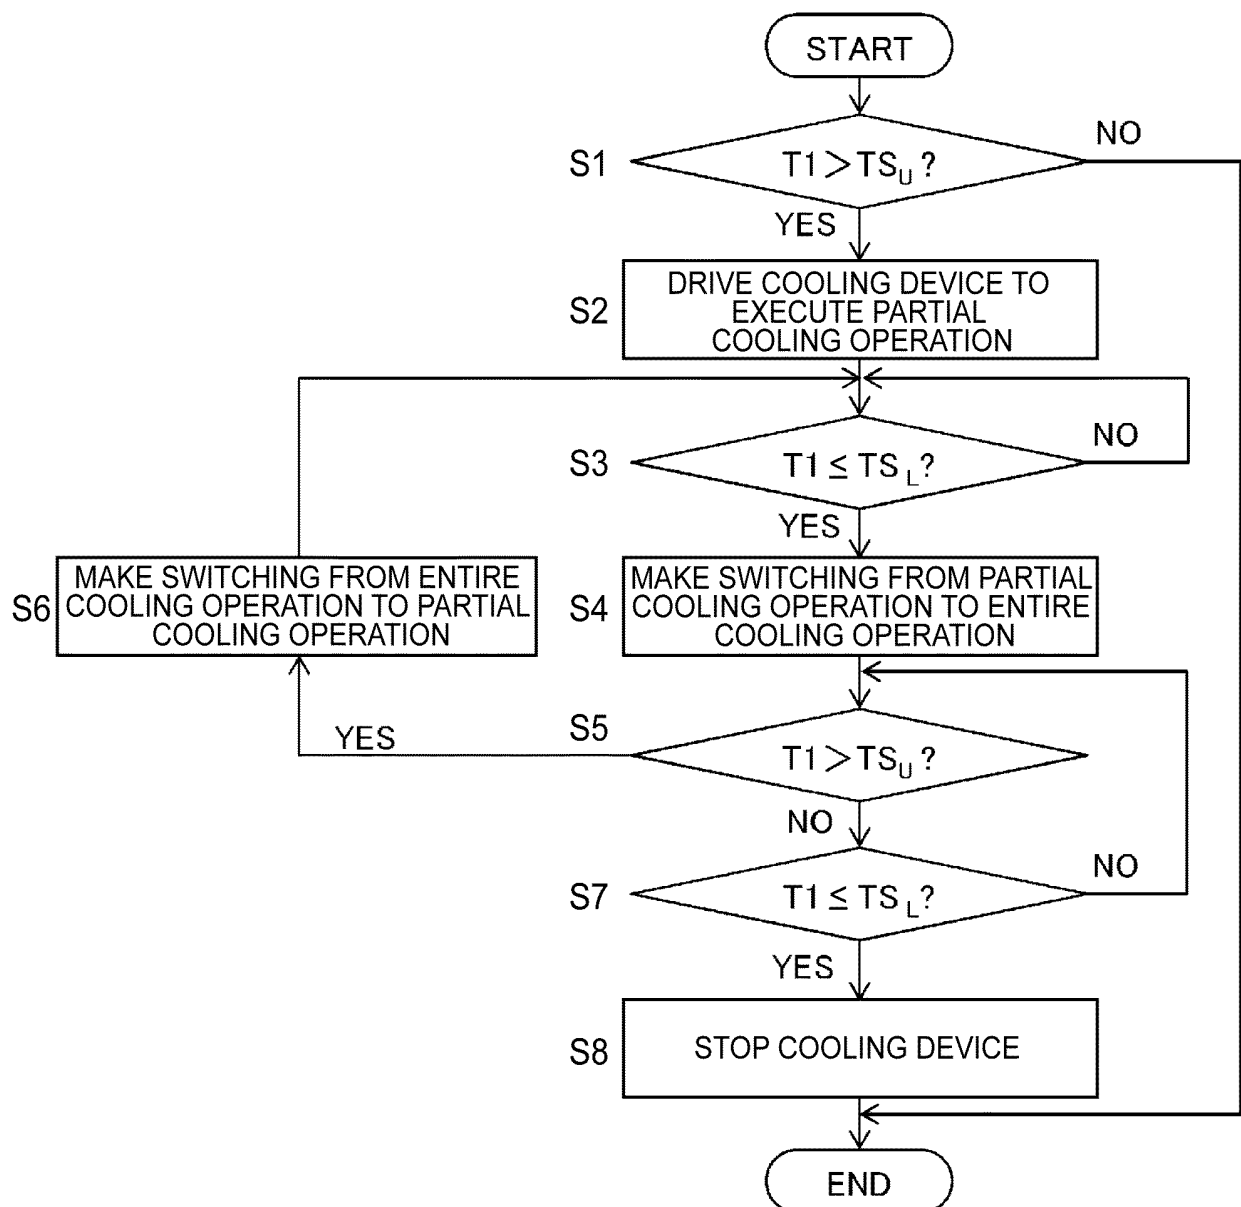 START
NO
S1
T1 > TS_U ?
YES
S2
DRIVE COOLING DEVICE TO
EXECUTE PARTIAL
COOLING OPERATION
S3
T1 ≤ TS_L ?
NO
YES
S6
MAKE SWITCHING FROM ENTIRE
COOLING OPERATION TO PARTIAL
COOLING OPERATION
S4
MAKE SWITCHING FROM PARTIAL
COOLING OPERATION TO ENTIRE
COOLING OPERATION
S5
YES
T1 > TS_U ?
NO
S7
T1 ≤ TS_L ?
NO
YES
S8
STOP COOLING DEVICE
END